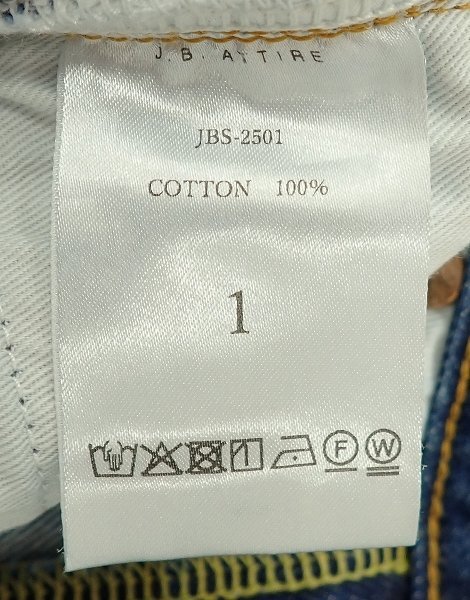 J.B. ATTIRE
JBS-2501
COTTON 100%
1
F W